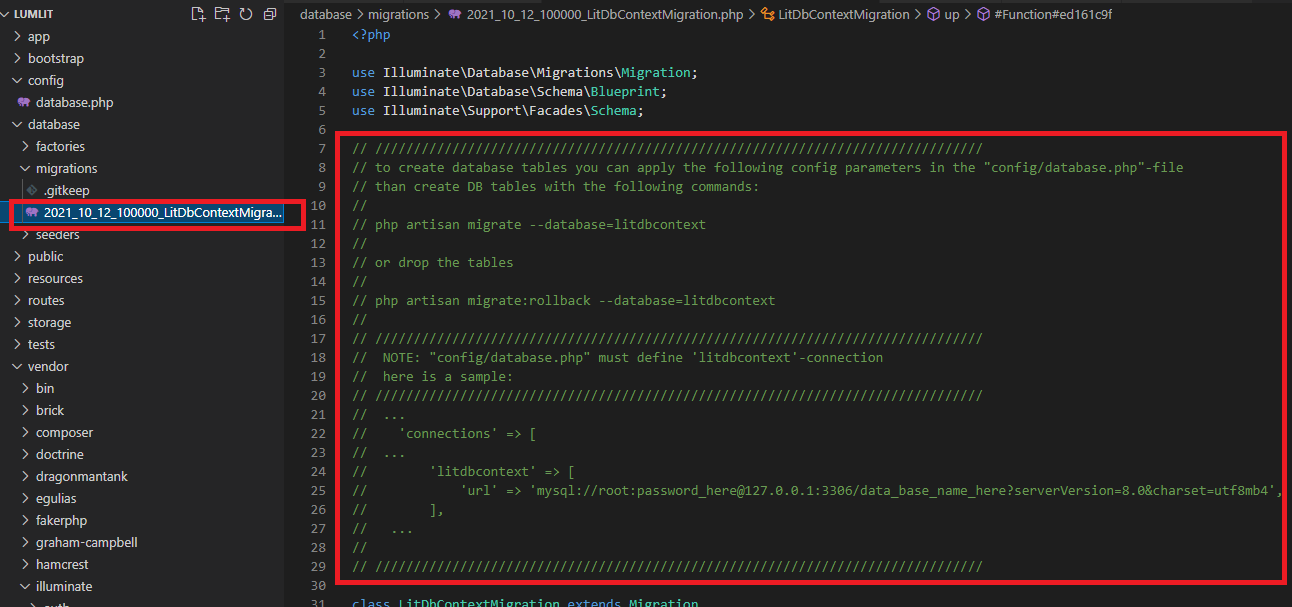 LUMLIT
app
bootstrap
config
database.php
database
factories
migrations
.gitkeep
2021_10_12_100000_LitDbContextMigra...
seeders
public
resources
routes
storage
tests
vendor
bin
brick
composer
doctrine
dragonmantank
egulias
fakerphp
graham-campbell
hamcrest
illuminate
auth
database > migrations > 2021_10_12_100000_LitDbContextMigration.php > LitDbContextMigration > up > #Function#ed161c9f
1 <?php
2
3 use Illuminate\Database\Migrations\Migration;
4 use Illuminate\Database\Schema\Blueprint;
5 use Illuminate\Support\Facades\Schema;
6
7 // ///////////////////////////////////////////////////////////////////////////////
8 // to create database tables you can apply the following config parameters in the "config/database.php"-file
9 // than create DB tables with the following commands:
10 //
11 // php artisan migrate --database=litdbcontext
12 //
13 // or drop the tables
14 //
15 // php artisan migrate:rollback --database=litdbcontext
16 //
17 // ///////////////////////////////////////////////////////////////////////////////
18 //  NOTE: "config/database.php" must define 'litdbcontext'-connection
19 //  here is a sample:
20 // ///////////////////////////////////////////////////////////////////////////////
21 //  ...
22 //    'connections' => [
23 //  ...
24 //        'litdbcontext' => [
25 //            'url' => 'mysql://root:password_here@127.0.0.1:3306/data_base_name_here?serverVersion=8.0&charset=utf8mb4',
26 //        ],
27 //   ...
28 //
29 // ///////////////////////////////////////////////////////////////////////////////
30
31 class LitDbContextMigration extends Migration